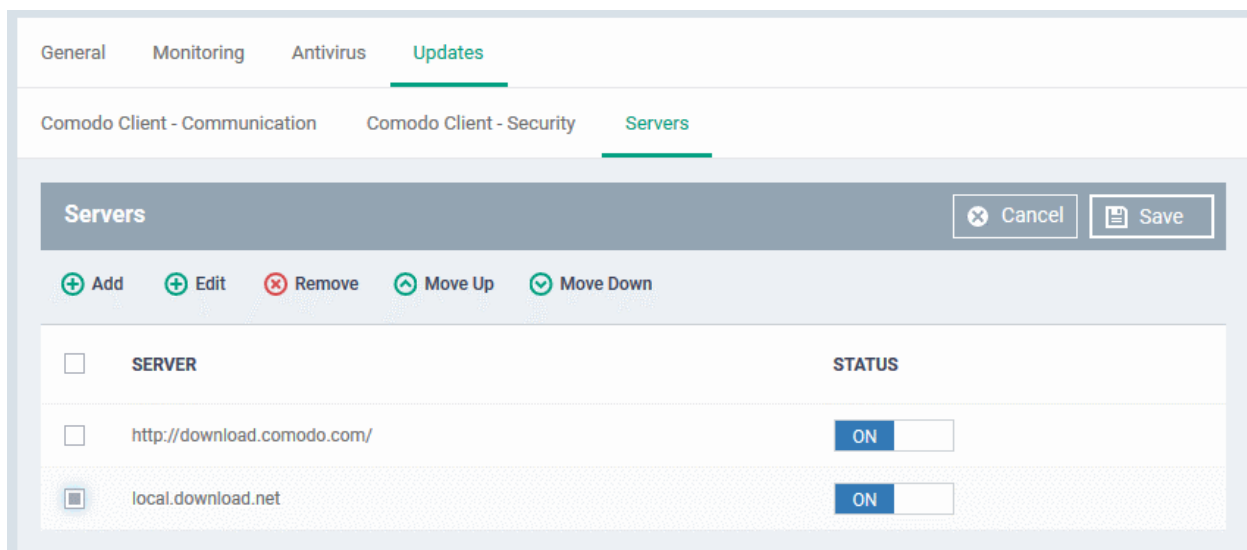 General Monitoring Antivirus Updates
Comodo Client - Communication Comodo Client - Security Servers
Servers Cancel Save
Add Edit Remove Move Up Move Down
SERVER STATUS
http://download.comodo.com/ ON
local.download.net ON